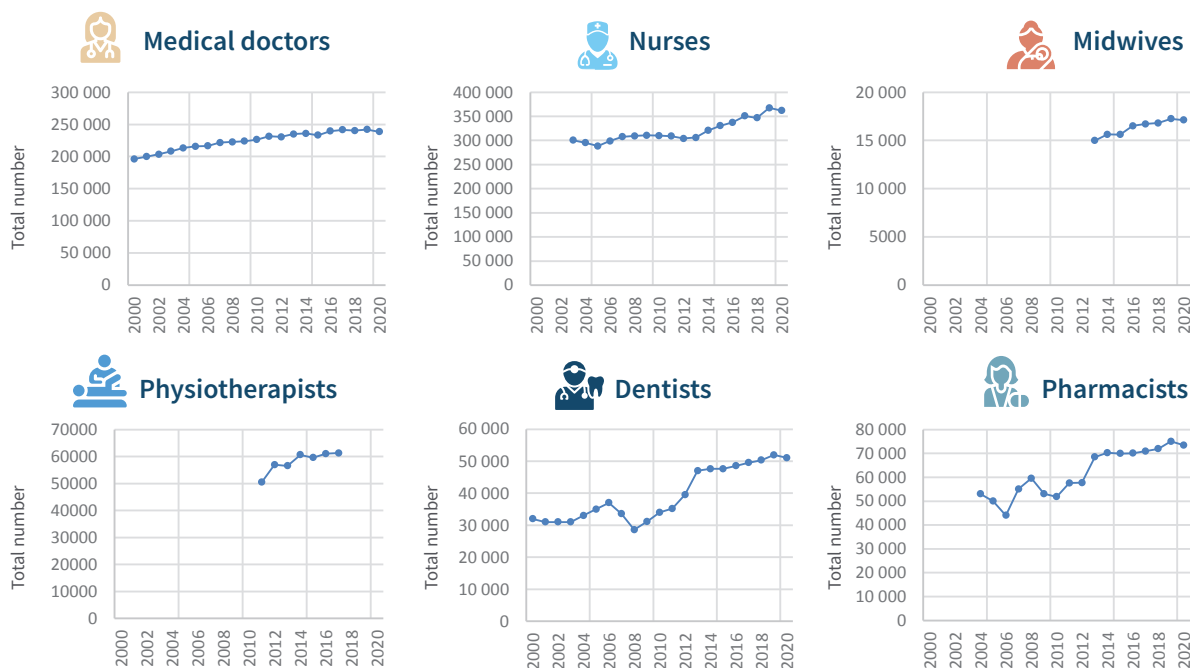 Medical doctors
Total number
300 000
250 000
200 000
150 000
100 000
50 000
0
2000 2002 2004 2006 2008 2010 2012 2014 2016 2018 2020
Nurses
Total number
400 000
350 000
300 000
250 000
200 000
150 000
100 000
50 000
0
2000 2002 2004 2006 2008 2010 2012 2014 2016 2018 2020
Midwives
Total number
20 000
15 000
10 000
5000
0
2000 2002 2004 2006 2008 2010 2012 2014 2016 2018 2020
Physiotherapists
Total number
70000
60000
50000
40000
30000
20000
10000
0
2000 2002 2004 2006 2008 2010 2012 2014 2016 2018 2020
Dentists
Total number
60 000
50 000
40 000
30 000
20 000
10 000
0
2000 2002 2004 2006 2008 2010 2012 2014 2016 2018 2020
Pharmacists
Total number
80 000
70 000
60 000
50 000
40 000
30 000
20 000
10 000
0
2000 2002 2004 2006 2008 2010 2012 2014 2016 2018 2020